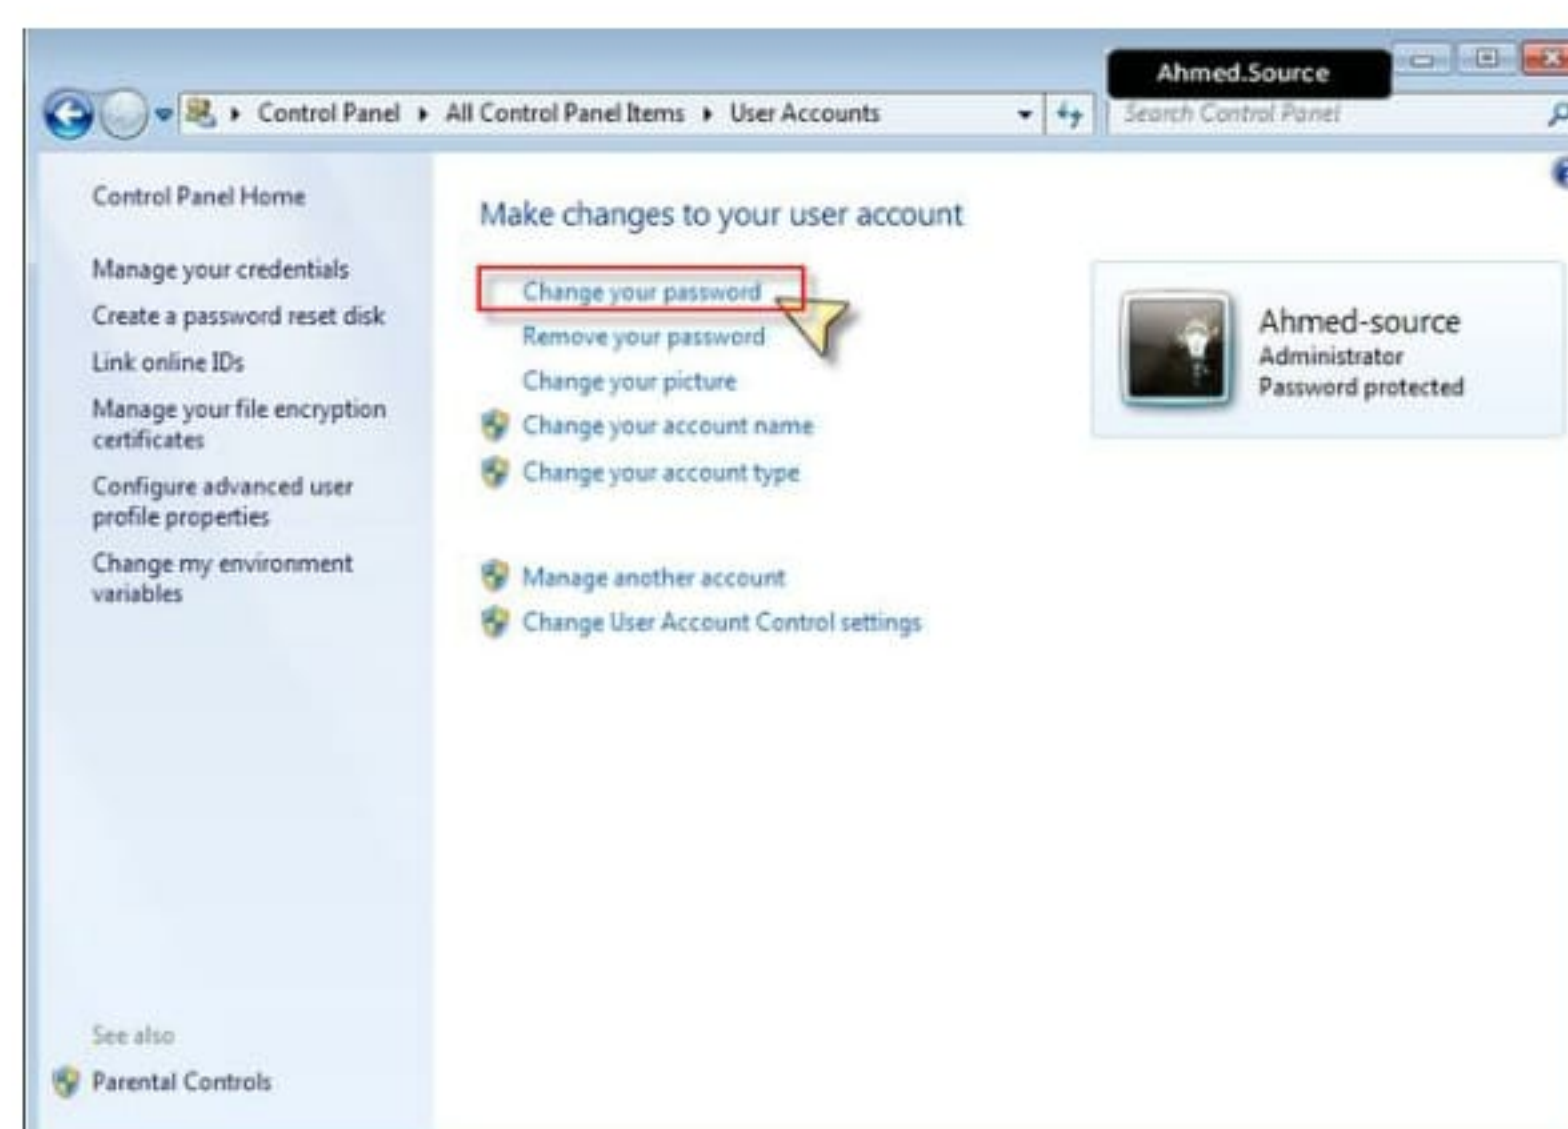 Ahmed.Source
Control Panel
All Control Panel Items
User Accounts
Search Control Panel
Control Panel Home
Manage your credentials
Create a password reset disk
Link online IDs
Manage your file encryption
certificates
Configure advanced user
profile properties
Change my environment
variables
See also
Parental Controls
Make changes to your user account
Change your password
Remove your password
Change your picture
Change your account name
Change your account type
Manage another account
Change User Account Control settings
Ahmed-source
Administrator
Password protected